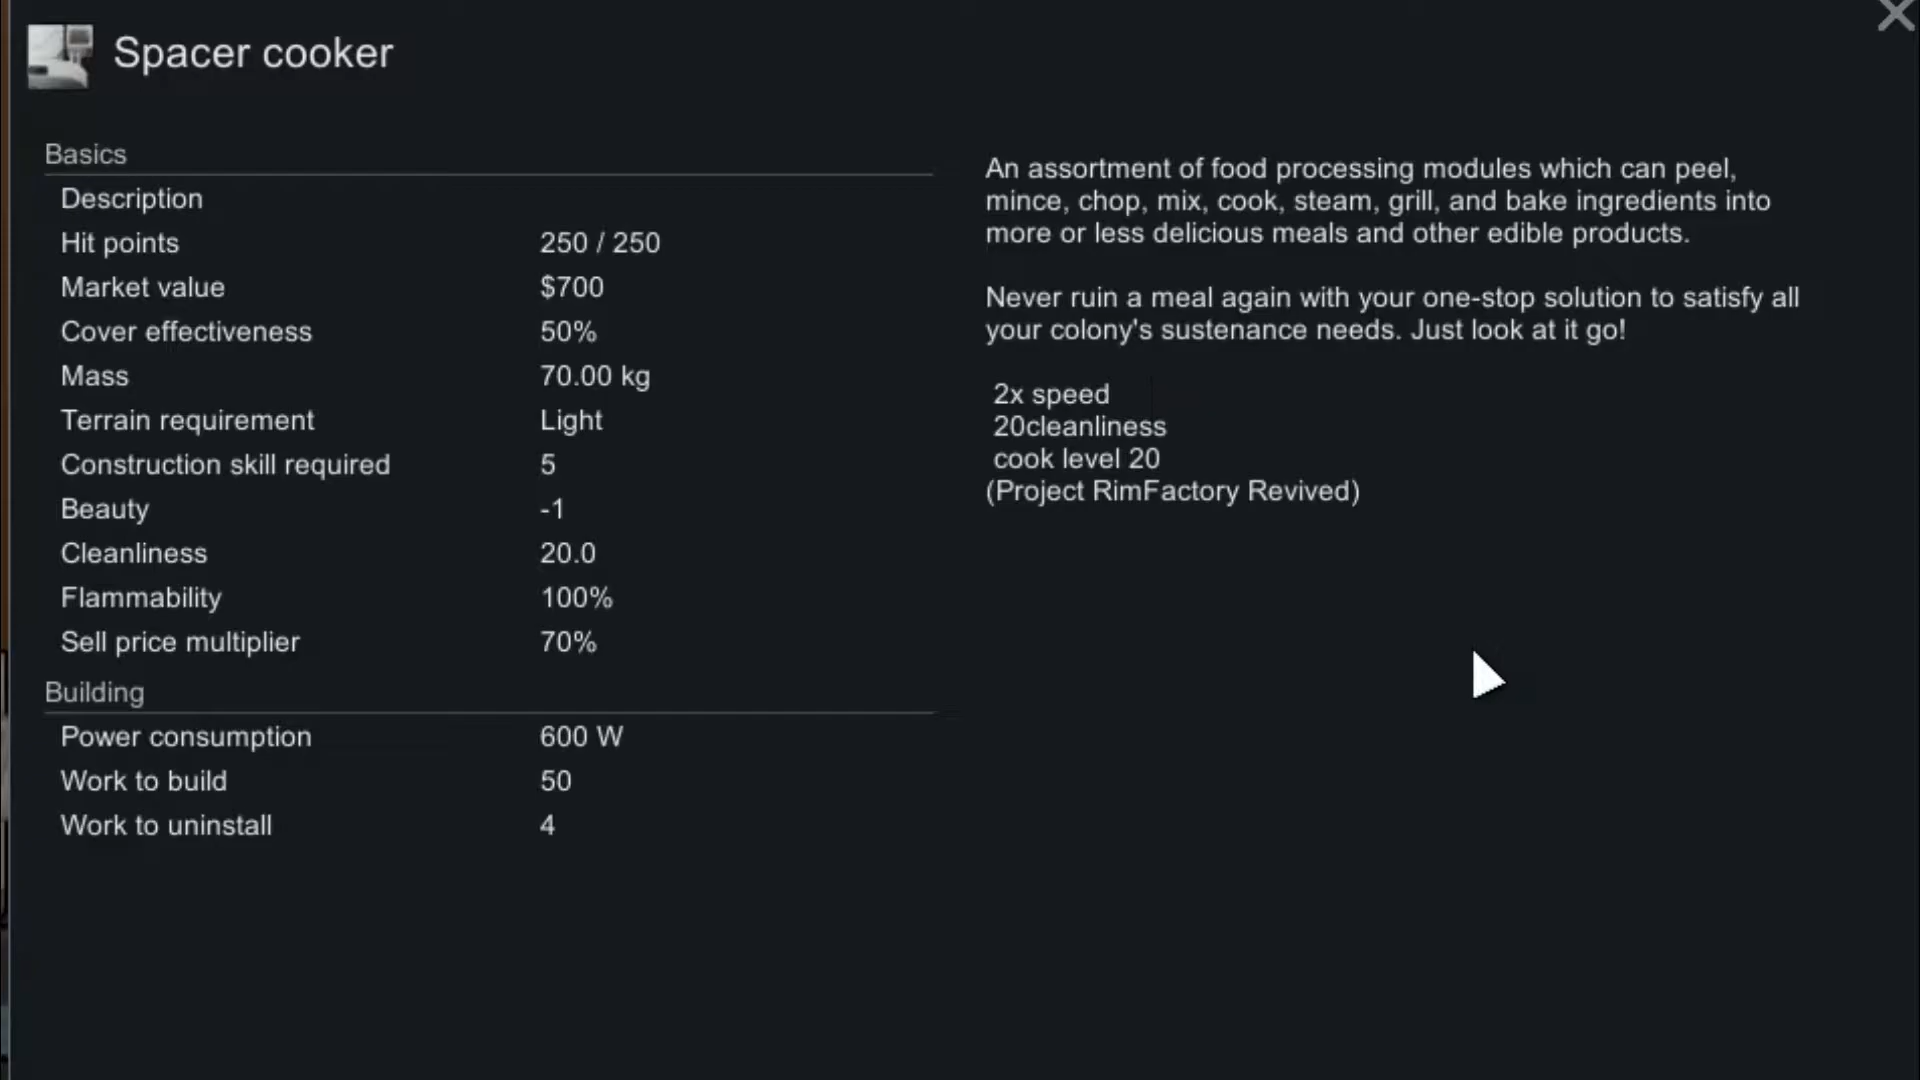 Spacer cooker
Basics
Description
Hit points 250 / 250
Market value $700
Cover effectiveness 50%
Mass 70.00 kg
Terrain requirement Light
Construction skill required 5
Beauty -1
Cleanliness 20.0
Flammability 100%
Sell price multiplier 70%
Building
Power consumption 600 W
Work to build 50
Work to uninstall 4
An assortment of food processing modules which can peel,
mince, chop, mix, cook, steam, grill, and bake ingredients into
more or less delicious meals and other edible products.
Never ruin a meal again with your one-stop solution to satisfy all
your colony's sustenance needs. Just look at it go!
2x speed
20cleanliness
cook level 20
(Project RimFactory Revived)